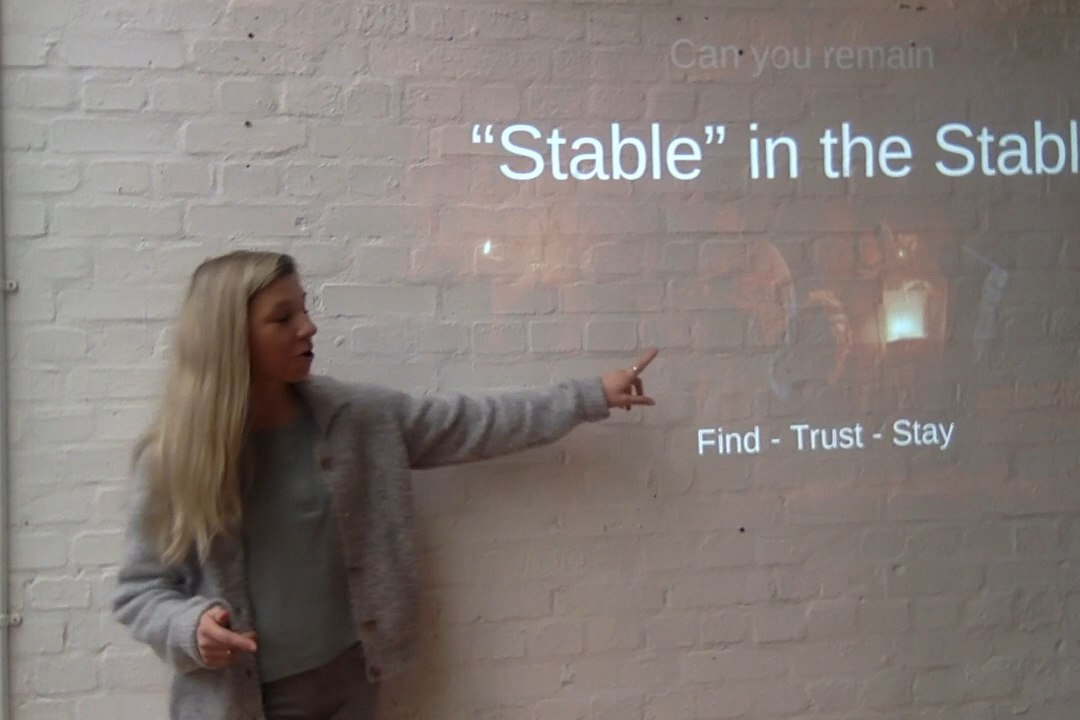 Can you remain
“Stable” in the Stabl
Find - Trust - Stay